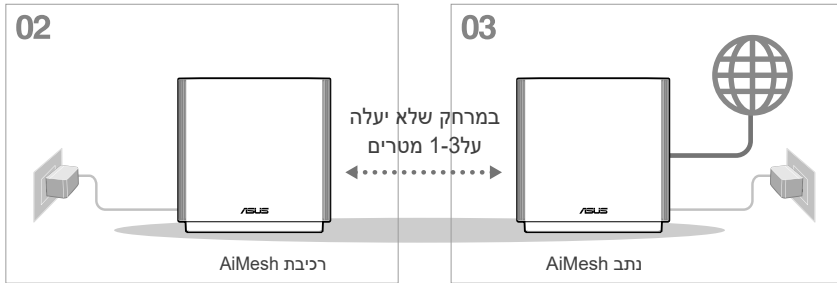 02
03
במרחק שלא יעלה
על1-3 מטרים
ASUS
ASUS
רכיבת AiMesh
נתב AiMesh